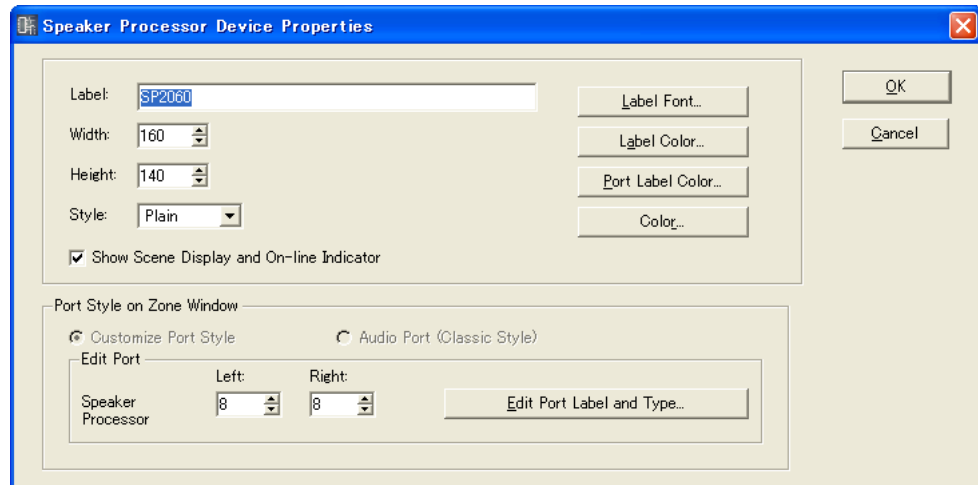 Speaker Processor Device Properties
Label: SP2060 Label Font... OK
Width: 160 Label Color... Cancel
Height: 140 Port Label Color...
Style: Plain Color...
Show Scene Display and On-line Indicator
Port Style on Zone Window
Customize Port Style Audio Port (Classic Style)
Edit Port
Left: Right:
Speaker Processor 8 8 Edit Port Label and Type...